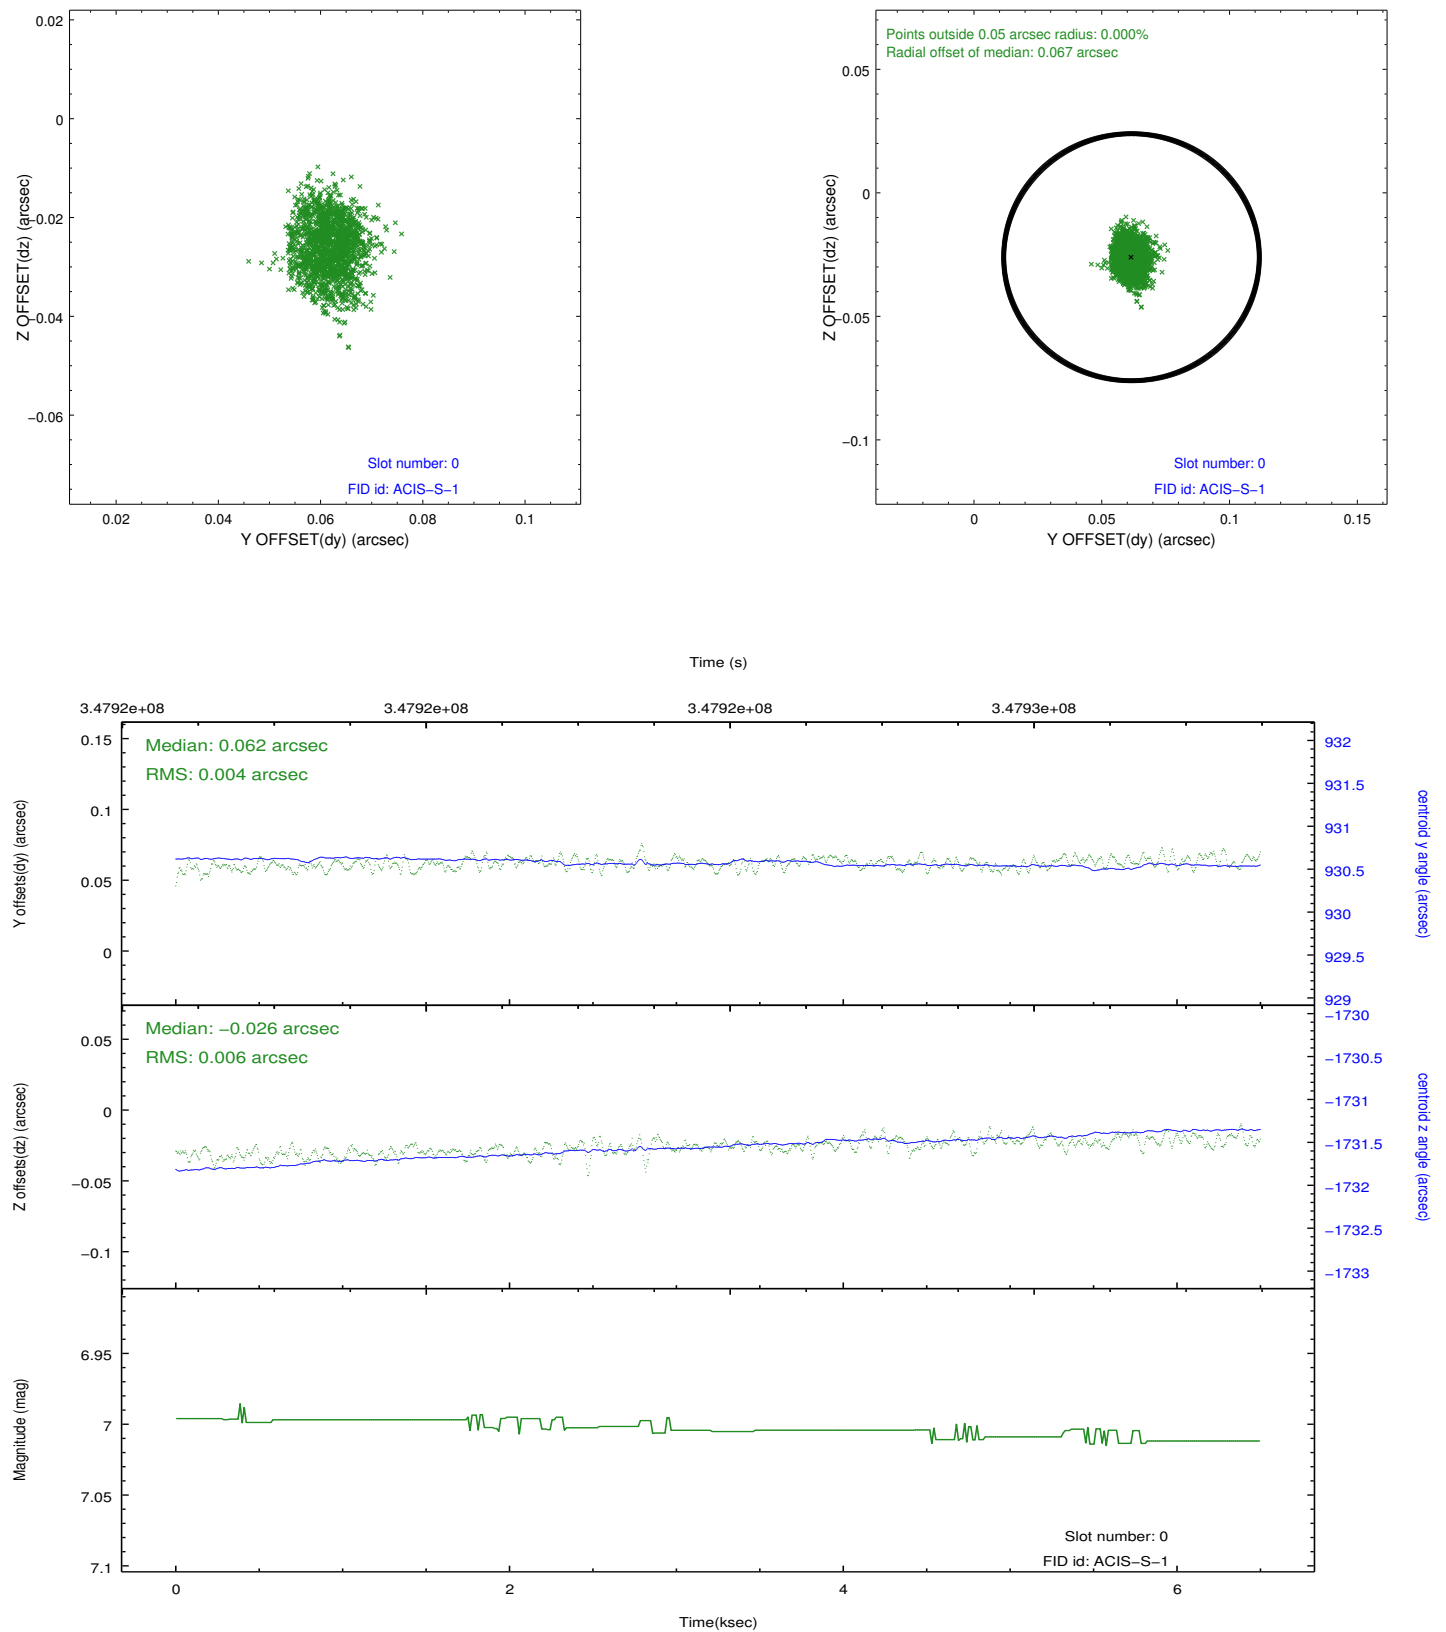 0.02
0
−0.02
−0.04
−0.06
Z OFFSET(dz) (arcsec)
Slot number: 0
FID id: ACIS−S−1
0.02
0.04
0.06
0.08
0.1
Y OFFSET(dy) (arcsec)
Points outside 0.05 arcsec radius: 0.000%
Radial offset of median: 0.067 arcsec
0.05
0
−0.05
−0.1
Z OFFSET(dz) (arcsec)
Slot number: 0
FID id: ACIS−S−1
0
0.05
0.1
0.15
Y OFFSET(dy) (arcsec)
Time (s)
3.4792e+08
3.4792e+08
3.4792e+08
3.4793e+08
Median: 0.062 arcsec
RMS: 0.004 arcsec
0.15
0.1
0.05
0
Y offsets(dy) (arcsec)
932
931.5
931
930.5
930
929.5
929
centroid y angle (arcsec)
Median: −0.026 arcsec
RMS: 0.006 arcsec
0.05
0
−0.05
−0.1
Z offsets(dz) (arcsec)
−1730
−1730.5
−1731
−1731.5
−1732
−1732.5
−1733
centroid z angle (arcsec)
6.95
7
7.05
7.1
Magnitude (mag)
Slot number: 0
FID id: ACIS−S−1
0
2
4
6
Time(ksec)